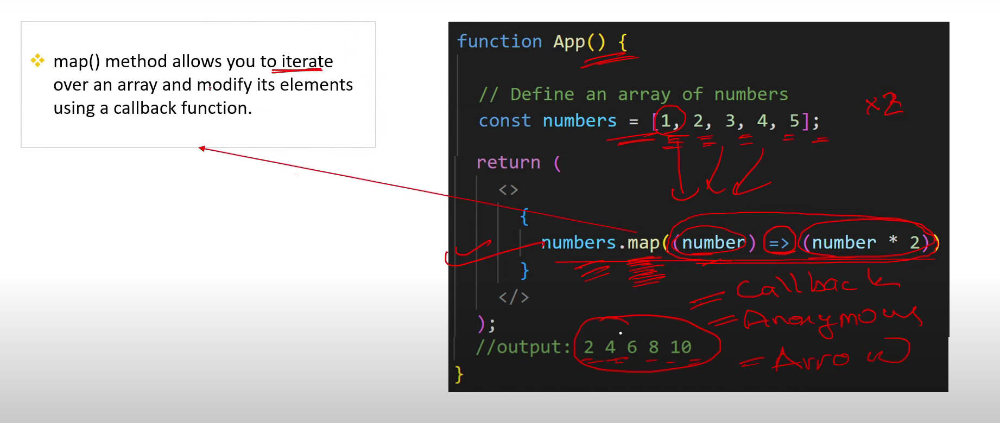 map() method allows you to iterate
over an array and modify its elements
using a callback function.
function App() {
// Define an array of numbers
const numbers = [1, 2, 3, 4, 5];
×2
return (
<>
{
numbers.map((number) => (number * 2))
}
</>
);
//output: 2 4 6 8 10
}
Callback
Anonymous
Arrow